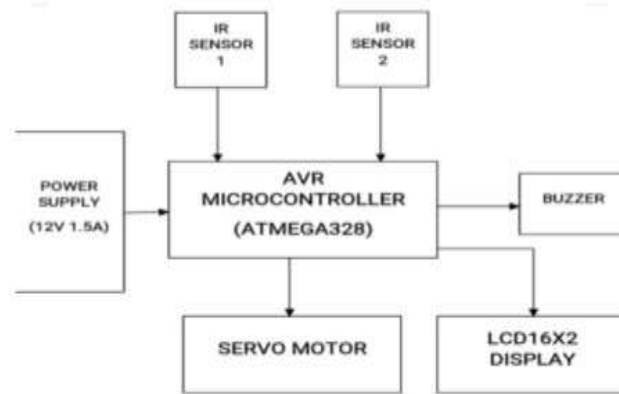 IR
SENSOR
1
IR
SENSOR
2
POWER
SUPPLY
(12V 1.5A)
AVR
MICROCONTROLLER
(ATMEGA328)
BUZZER
SERVO MOTOR
LCD16X2
DISPLAY